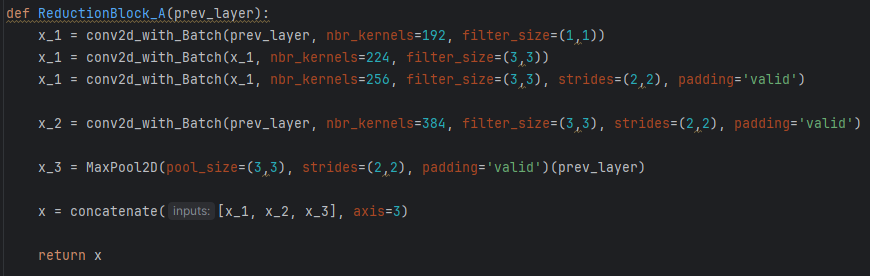 def ReductionBlock_A(prev_layer):
    x_1 = conv2d_with_Batch(prev_layer, nbr_kernels=192, filter_size=(1,1))
    x_1 = conv2d_with_Batch(x_1, nbr_kernels=224, filter_size=(3,3))
    x_1 = conv2d_with_Batch(x_1, nbr_kernels=256, filter_size=(3,3), strides=(2,2), padding='valid')
    x_2 = conv2d_with_Batch(prev_layer, nbr_kernels=384, filter_size=(3,3), strides=(2,2), padding='valid')
    x_3 = MaxPool2D(pool_size=(3,3), strides=(2,2), padding='valid')(prev_layer)
    x = concatenate( inputs: [x_1, x_2, x_3], axis=3)
    return x